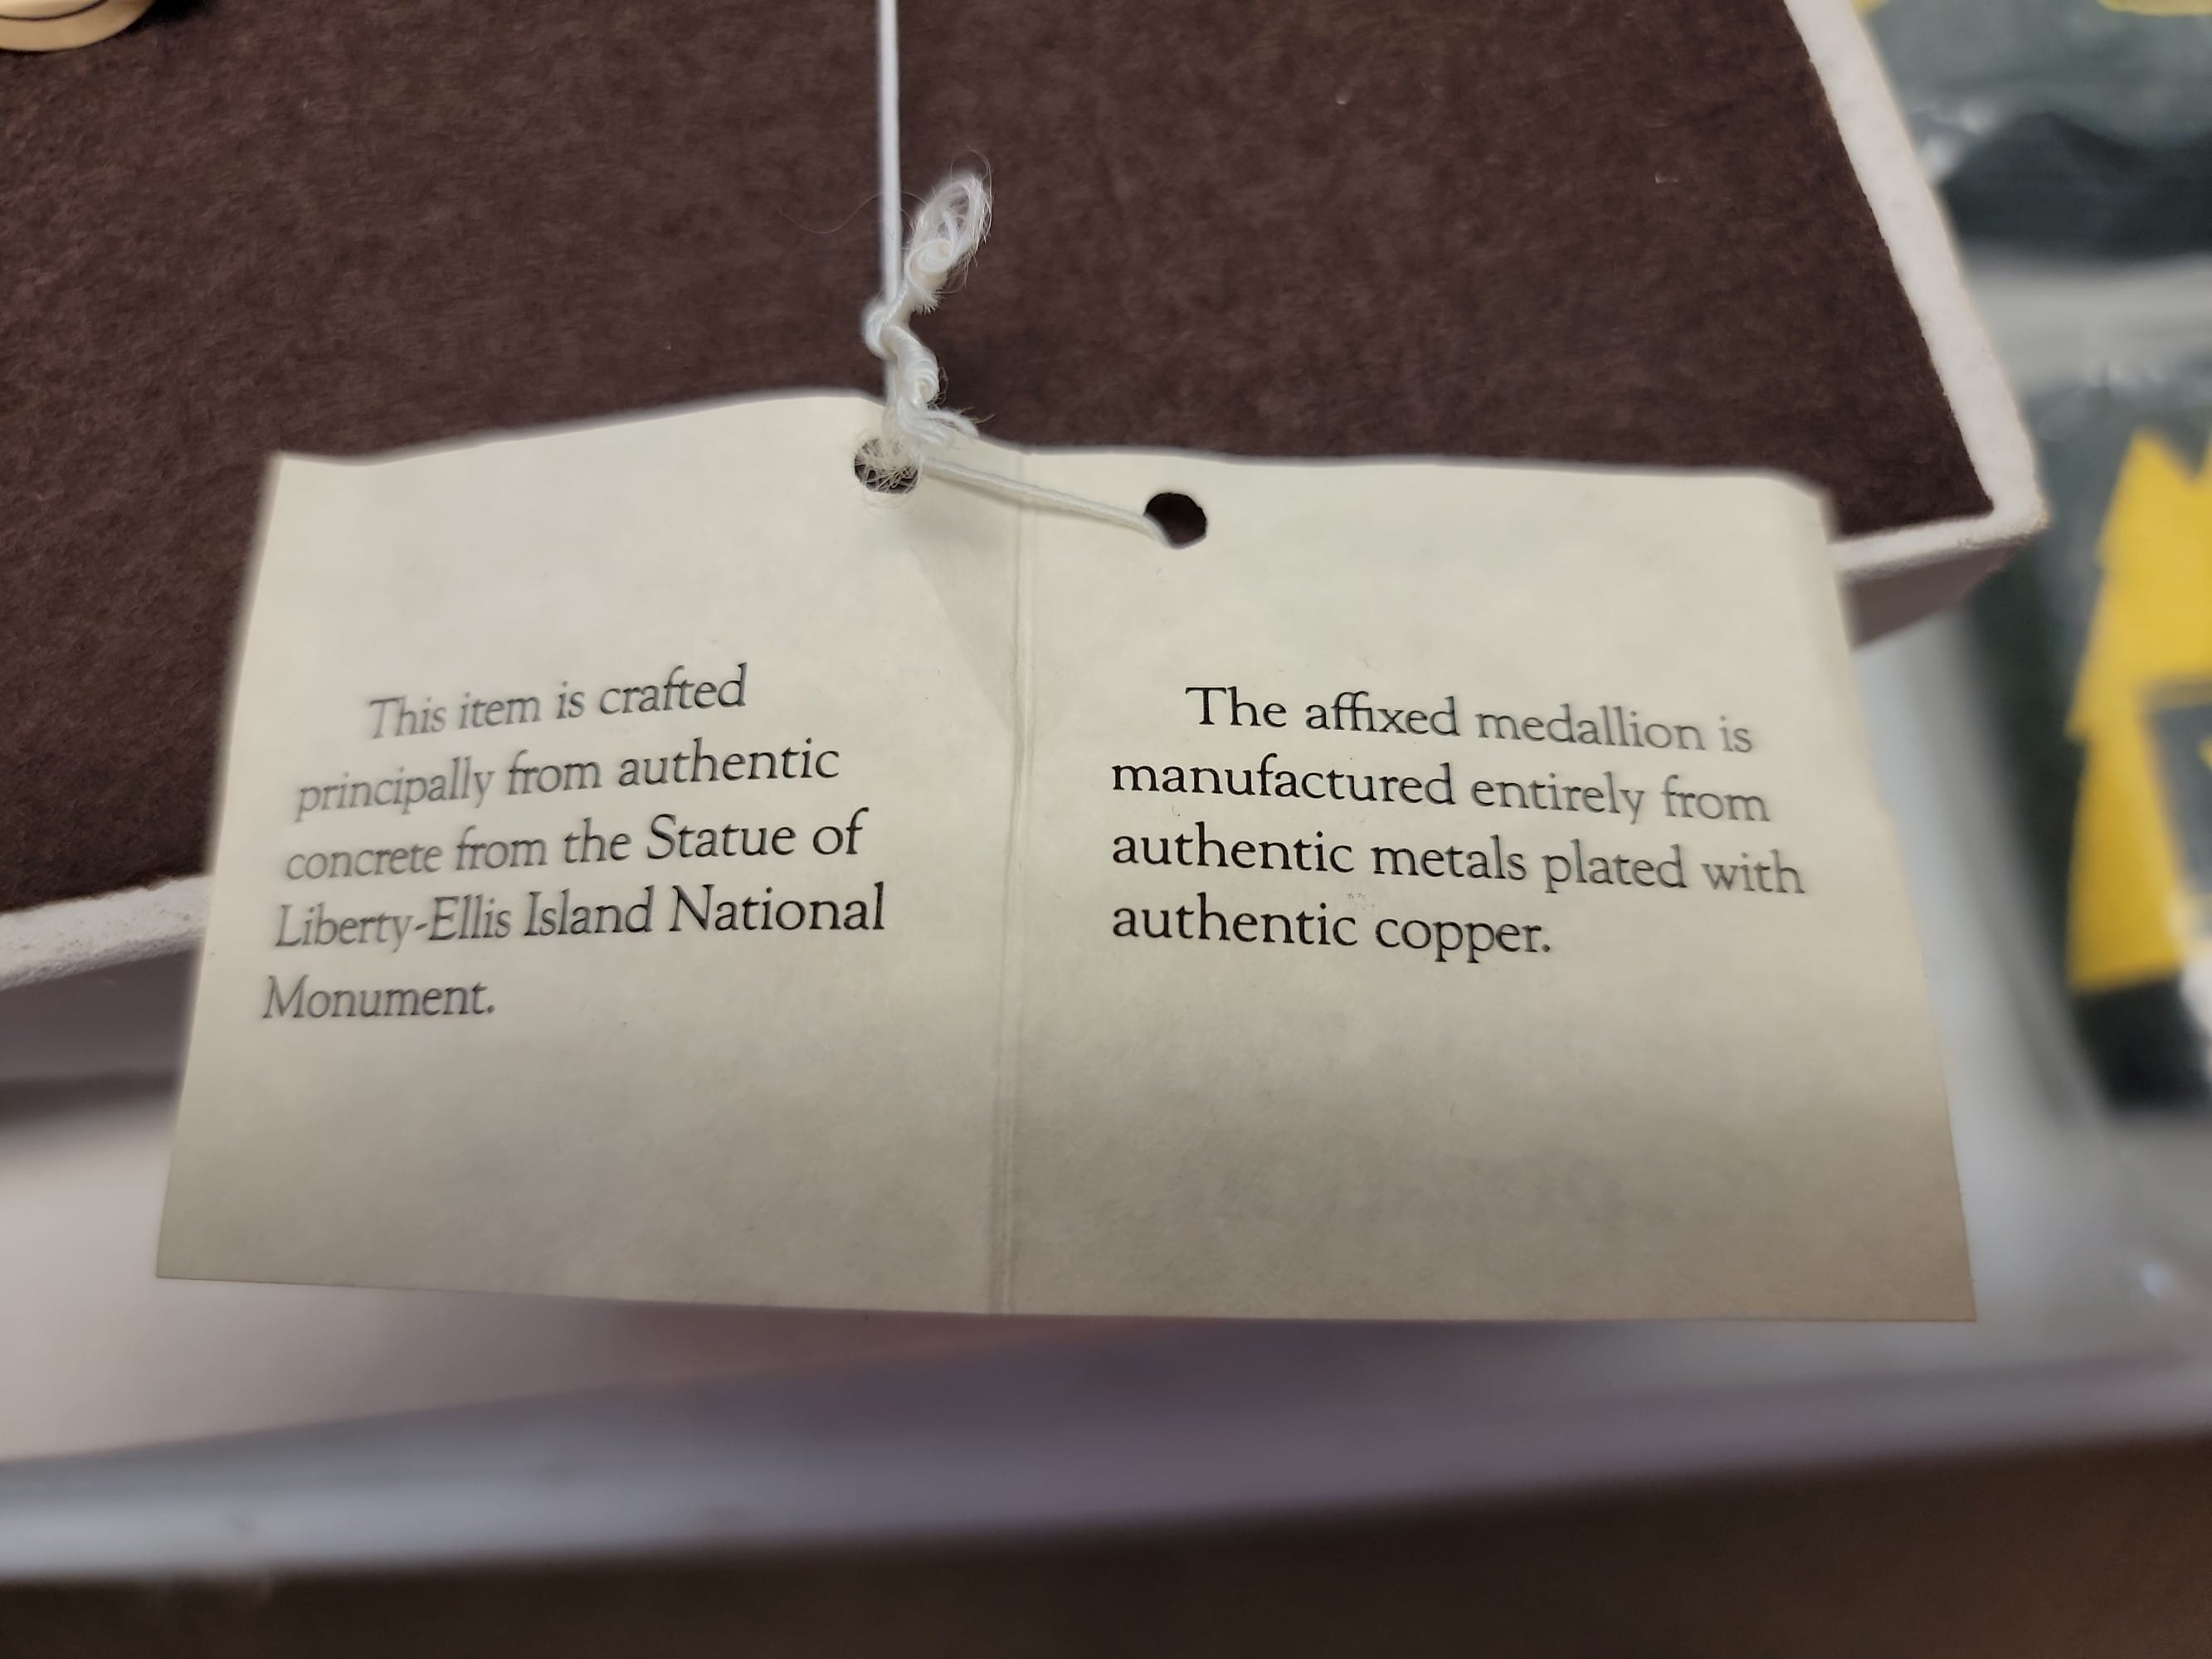 This item is crafted
principally from authentic
concrete from the Statue of
Liberty-Ellis Island National
Monument.
The affixed medallion is
manufactured entirely from
authentic metals plated with
authentic copper.